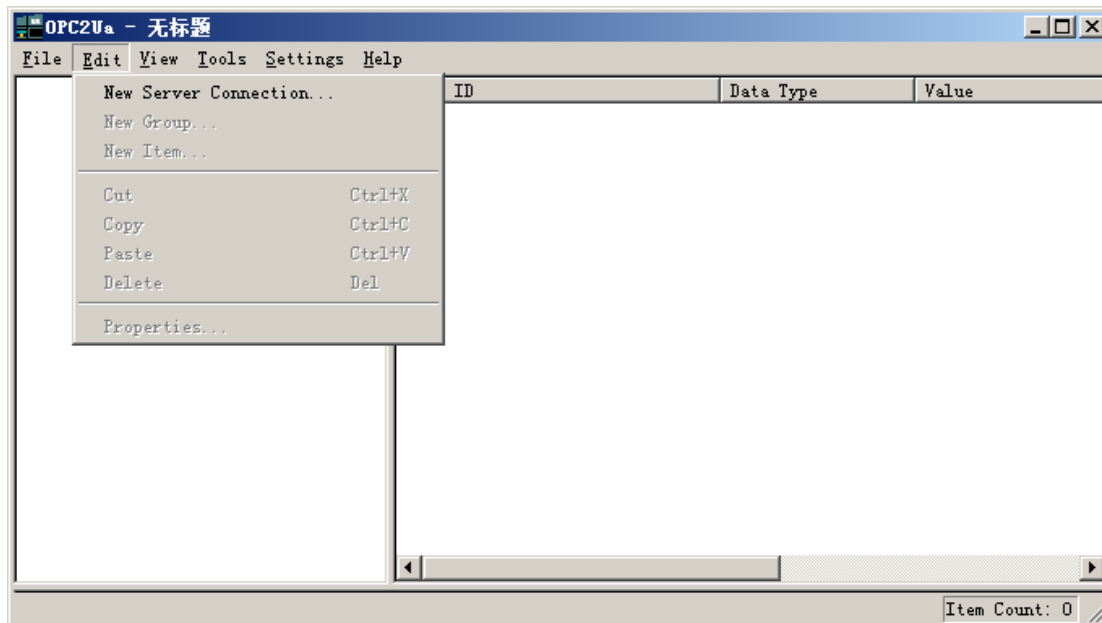 OPC2Ua - 无标题
File Edit View Tools Settings Help
ID Data Type Value
New Server Connection...
New Group...
New Item...
Cut Ctrl+X
Copy Ctrl+C
Paste Ctrl+V
Delete Del
Properties...
Item Count: 0